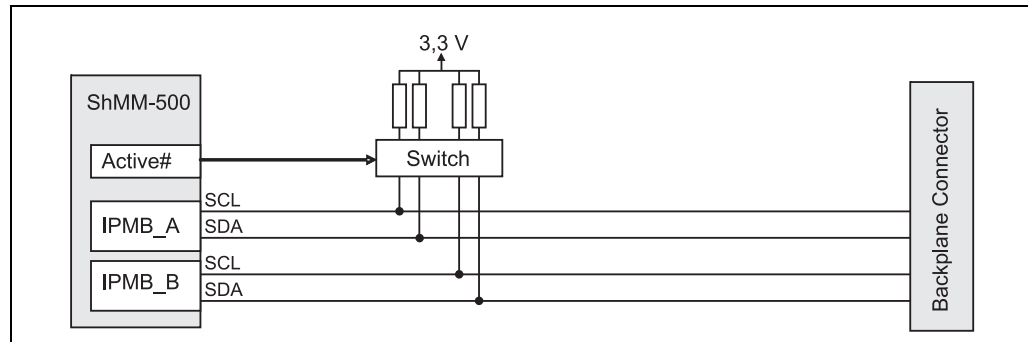 3,3 V
ShMM-500
Active#
Switch
SCL
IPMB_A
SDA
SCL
IPMB_B
SDA
Backplane Connector